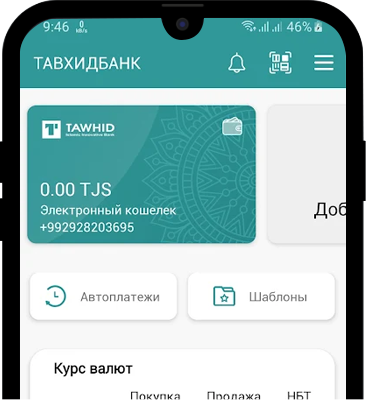 9:46 0 kB/s 46%
ТАВХИДБАНК
TAWHID
Islamic Innovative Bank
0.00 TJS
Электронный кошелек
+992928203695
Доб
Автоплатежи Шаблоны
Курс валют
Покупка Продажа НБТ